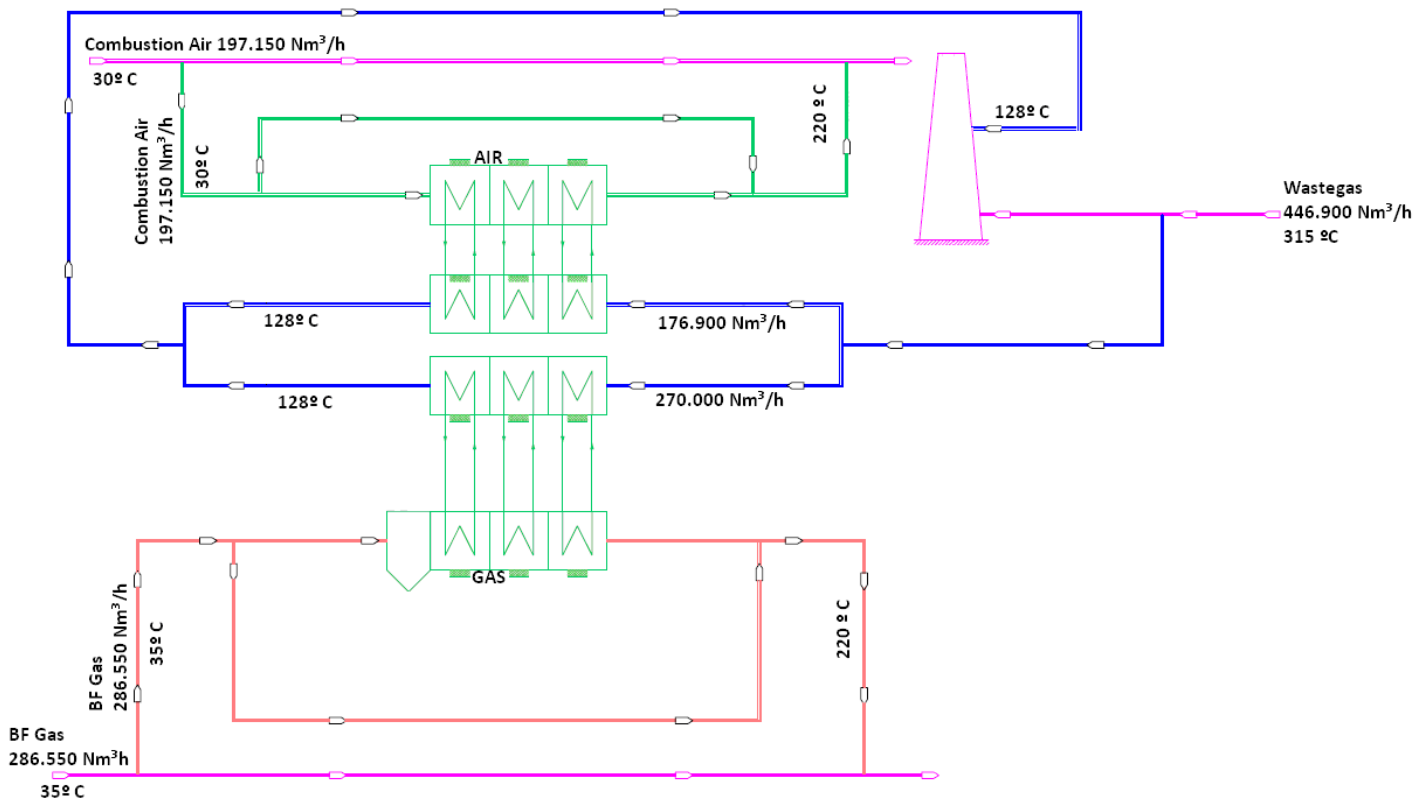 Combustion Air 197.150 Nm³/h
30º C
Combustion Air
197.150 Nm³/h
30º C
AIR
220 º C
128º C
Wastegas
446.900 Nm³/h
315 ºC
128º C
176.900 Nm³/h
128º C
270.000 Nm³/h
GAS
BF Gas
286.550 Nm³/h
35º C
220 º C
BF Gas
286.550 Nm³h
35º C